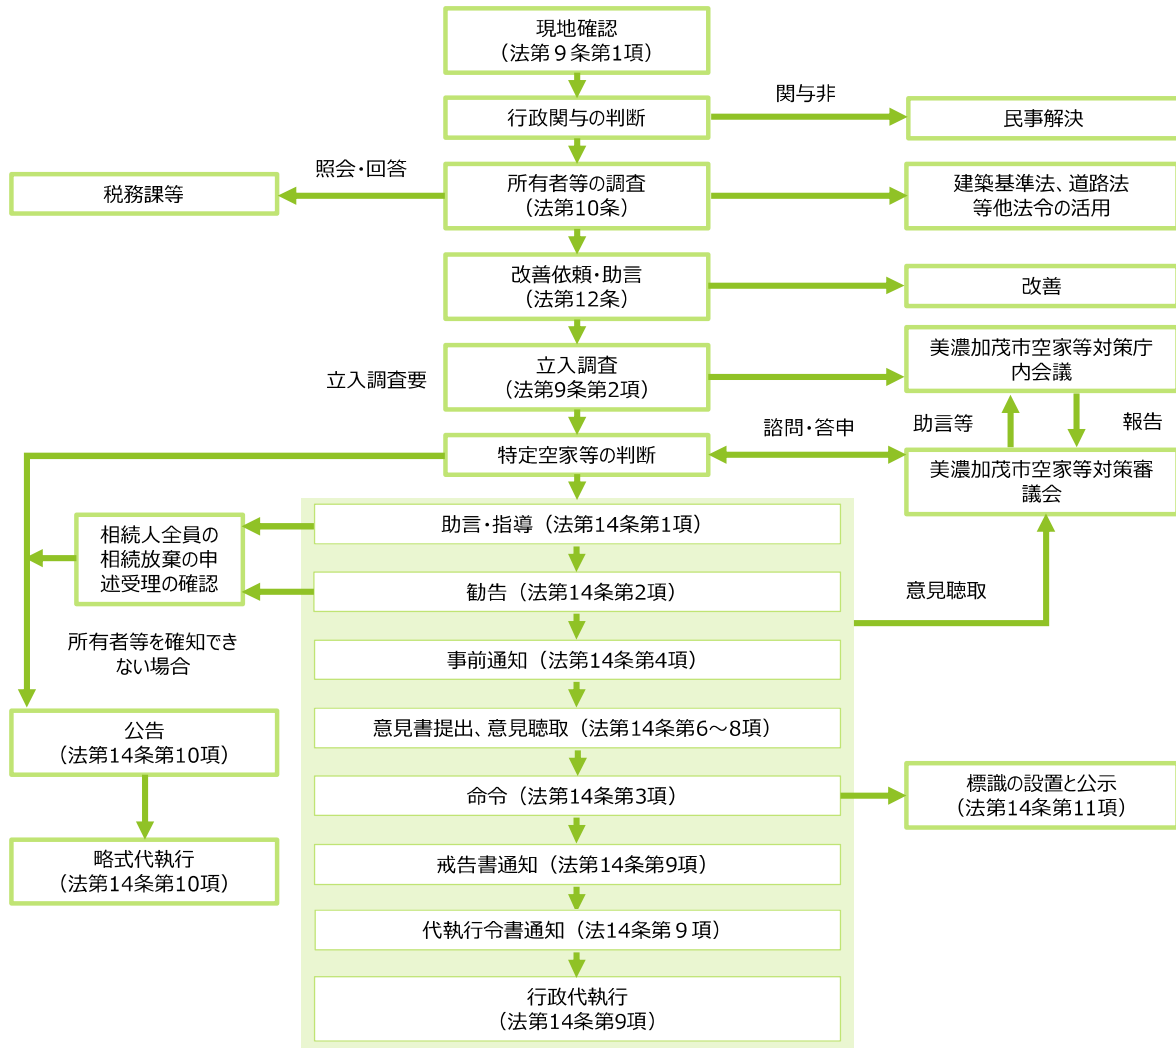 現地確認
（法第９条第1項）
関与非
行政関与の判断
民事解決
照会・回答
税務課等
所有者等の調査
（法第10条）
建築基準法、道路法
等他法令の活用
改善依頼・助言
（法第12条）
改善
立入調査要
立入調査
（法第9条第2項）
美濃加茂市空家等対策庁
内会議
諮問・答申
助言等
報告
特定空家等の判断
美濃加茂市空家等対策審
議会
助言・指導（法第14条第1項）
相続人全員の
相続放棄の申
述受理の確認
勧告（法第14条第2項）
意見聴取
所有者等を確知でき
ない場合
事前通知（法第14条第4項）
公告
（法第14条第10項）
意見書提出、意見聴取（法第14条第6～8項）
命令（法第14条第3項）
標識の設置と公示
（法第14条第11項）
略式代執行
（法第14条第10項）
戒告書通知（法第14条第9項）
代執行令書通知（法14条第９項）
行政代執行
（法第14条第9項）